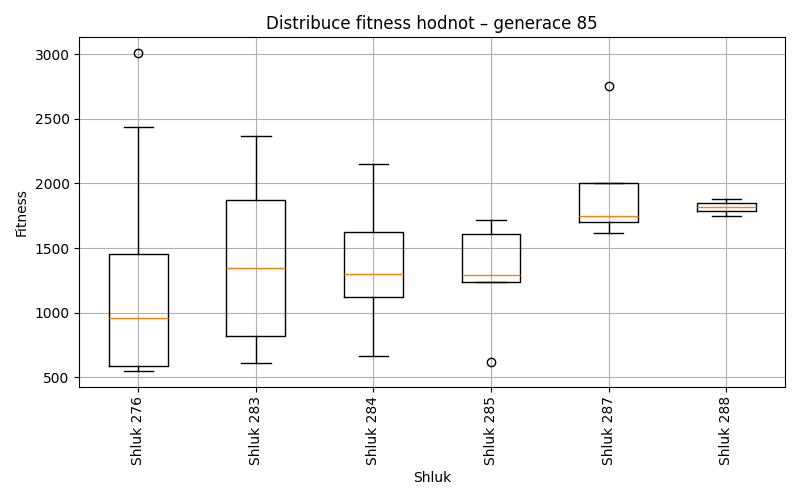 Distribuce fitness hodnot – generace 85
Fitness
3000
2500
2000
1500
1000
500
Shluk 276
Shluk 283
Shluk 284
Shluk 285
Shluk 287
Shluk 288
Shluk